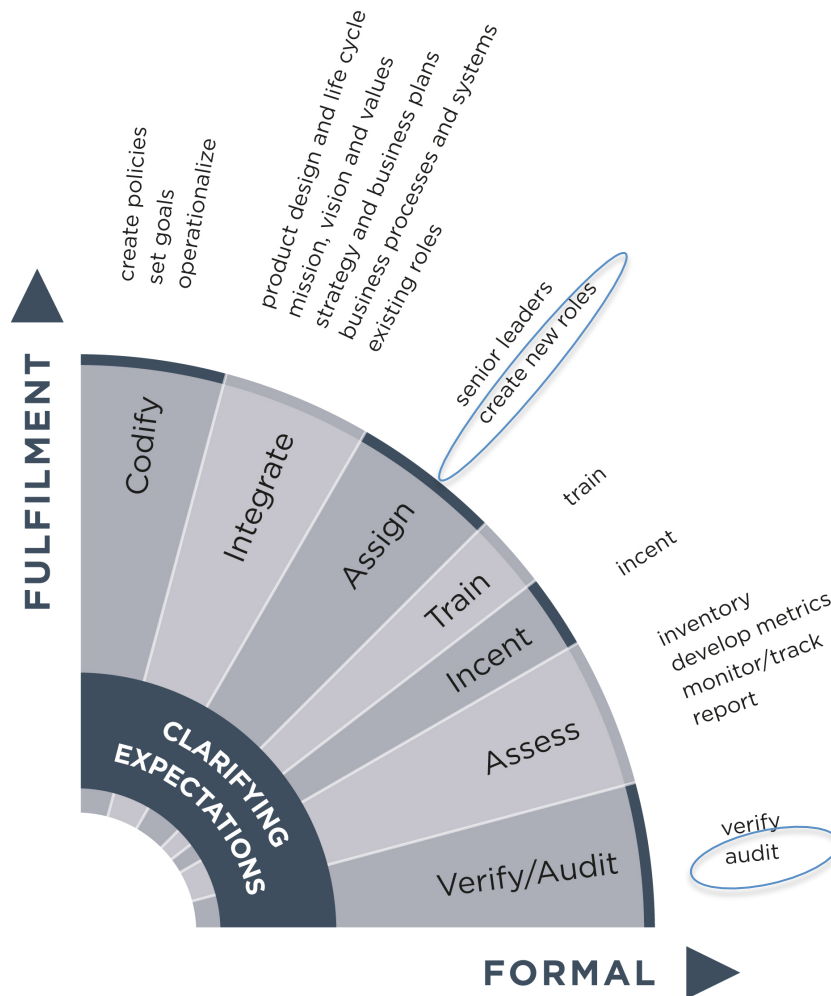 create policies
set goals
operationalize
product design and life cycle
mission, vision and values
strategy and business plans
business processes and systems
existing roles
senior leaders
create new roles
train
incent
inventory
develop metrics
monitor/track
report
verify
audit
FULFILMENT
Codify
Integrate
Assign
Train
Incent
Assess
Verify/Audit
CLARIFYING
EXPECTATIONS
FORMAL